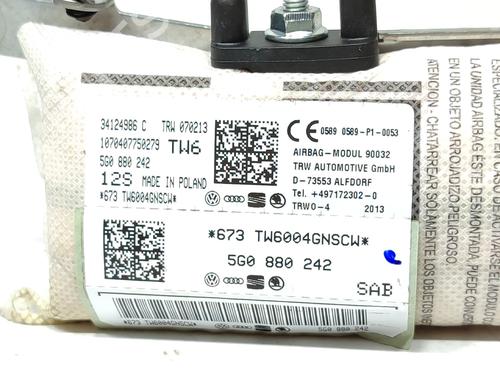 34124986 C TRW 070213
1070407750279 TW6
5G0 880 242
12S MADE IN POLAND
*673 TW6004GNSCW*
CE 0589 0589-P1-0053
AIRBAG-MODUL 90032
TRW AUTOMOTIVE GMBH
D-73553 ALFDORF
Tel. +497172302-0
TRWO-4 2013
*673 TW6004GNSCW*
5G0 880 242
SAB
*673 TW6004GNSCW*
5G0 880 242
LA UNIDAD AIRBAG ESTE DESMONTADA, PUEDE
EN UN OBJETO ARROJADIZO PELIGROSO.
ATENCION - CHATARREAR SOLAMENTE
LOS OBJETOS